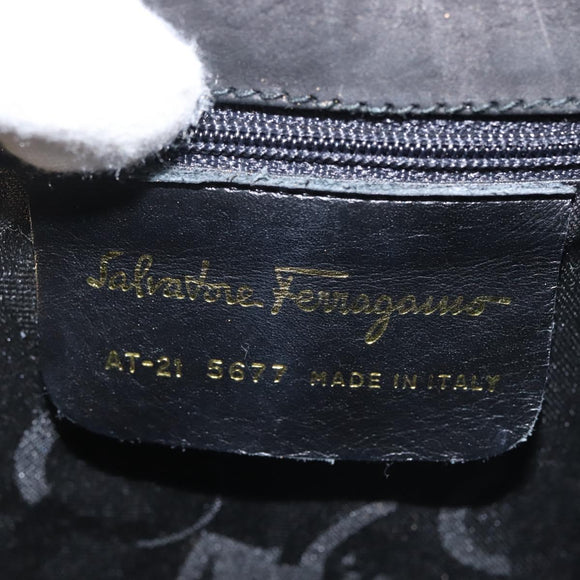 Salvatore Ferragamo
AT-21 5677 MADE IN ITALY